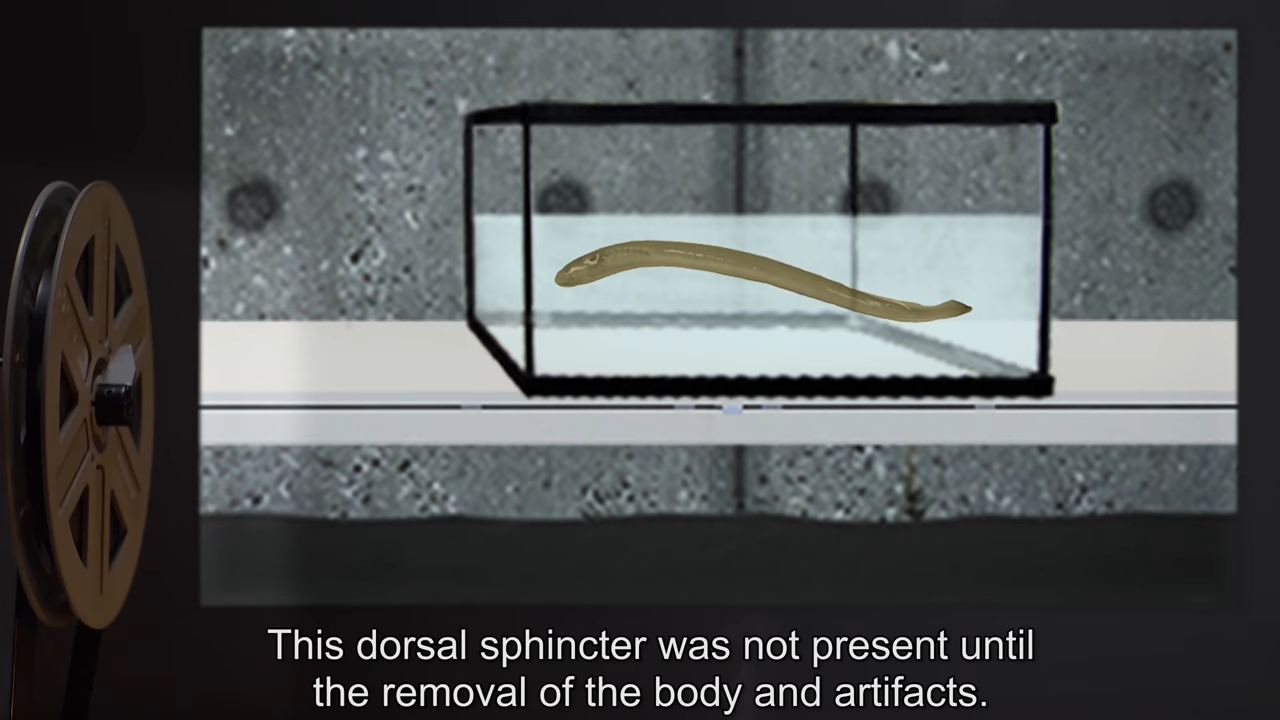 This dorsal sphincter was not present until
the removal of the body and artifacts.